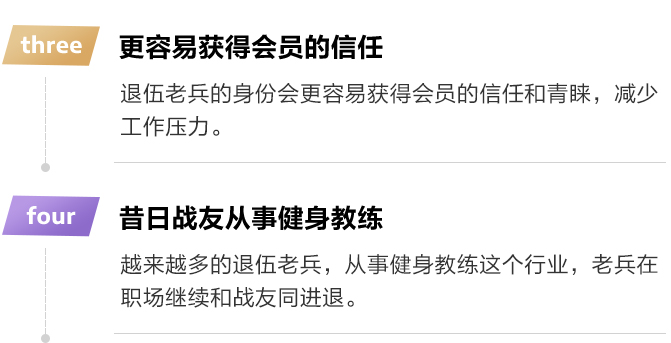 three
更容易获得会员的信任
退伍老兵的身份会更容易获得会员的信任和青睐，减少
工作压力。
four
昔日战友从事健身教练
越来越多的退伍老兵，从事健身教练这个行业，老兵在
职场继续和战友同进退。